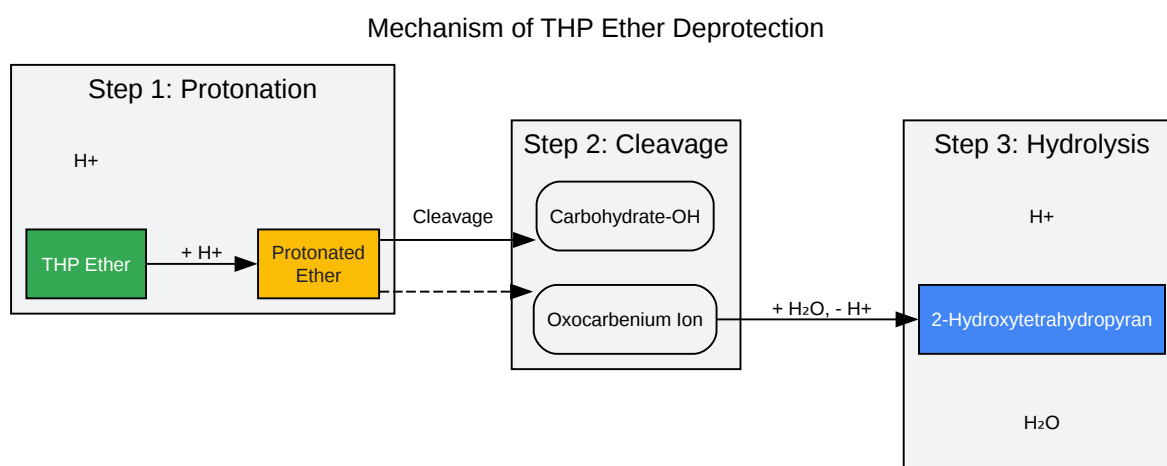 Mechanism of THP Ether Deprotection
Step 1: Protonation
H+
THP Ether
+ H+
Protonated
Ether
Cleavage
Step 2: Cleavage
Carbohydrate-OH
Oxocarbenium Ion
+ H₂O, - H+
Step 3: Hydrolysis
H+
2-Hydroxytetrahydropyran
H₂O